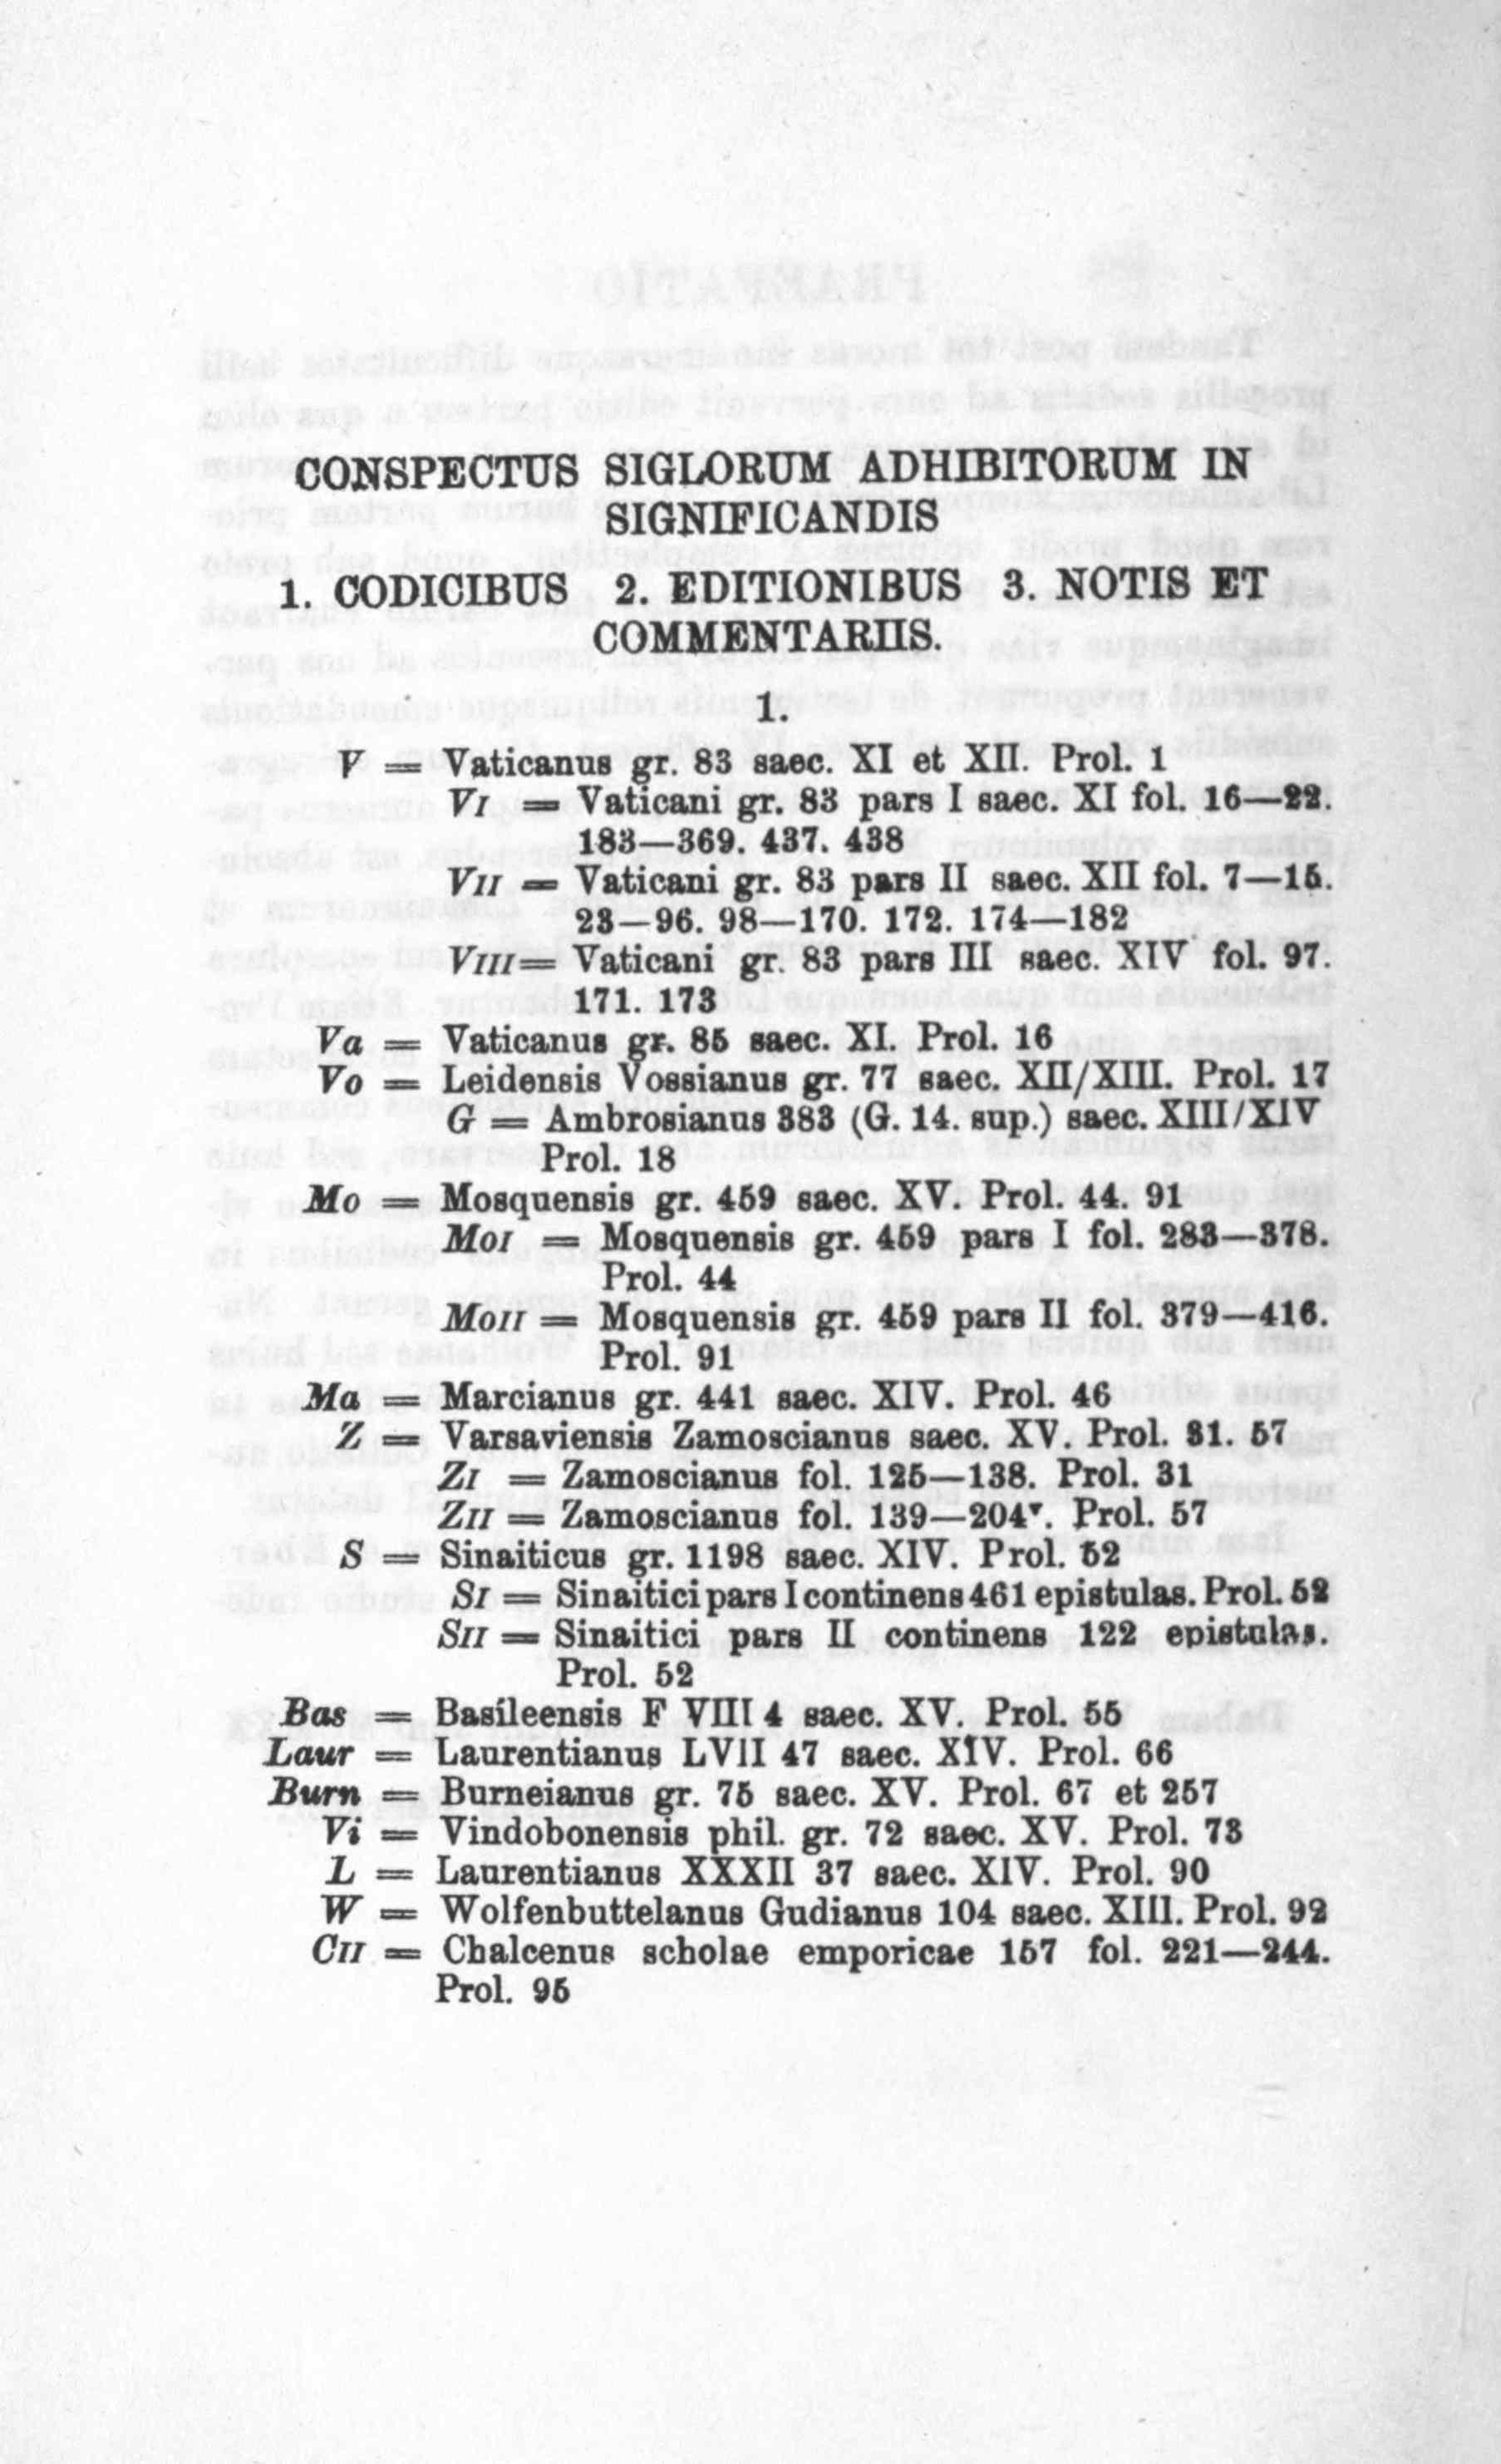 CONSPECTUS SIGLORUM ADHIBITORUM IN
SIGNIFICANDIS
1. CODICIBUS 2. EDITIONIBUS 3. NOTIS ET
COMMENTARIIS.
1.
V = Vaticanus gr. 83 saec. XI et XII. Prol. 1
VI = Vaticani gr. 83 pars I saec. XI fol. 16—22.
183—369. 437. 438
VII = Vaticani gr. 83 pars II saec. XII fol. 7—15.
23—96. 98—170. 172. 174—182
VIII = Vaticani gr. 83 pars III saec. XIV fol. 97.
171. 173
Va = Vaticanus gr. 85 saec. XI. Prol. 16
Vo = Leidensis Vossianus gr. 77 saec. XII/XIII. Prol. 17
G = Ambrosianus 383 (G. 14. sup.) saec. XIII/XIV
Prol. 18
Mo = Mosquensis gr. 459 saec. XV. Prol. 44. 91
MoI = Mosquensis gr. 459 pars I fol. 283—378.
Prol. 44
MoII = Mosquensis gr. 459 pars II fol. 379—416.
Prol. 91
Ma = Marcianus gr. 441 saec. XIV. Prol. 46
Z = Varsaviensis Zamoscianus saec. XV. Prol. 31. 57
ZI = Zamoscianus fol. 125—138. Prol. 31
ZII = Zamoscianus fol. 139—204ᵛ. Prol. 57
S = Sinaiticus gr. 1198 saec. XIV. Prol. 52
SI = Sinaitici pars I continens 461 epistulas. Prol. 52
SII = Sinaitici pars II continens 122 epistulas.
Prol. 52
Bas = Basileensis F VIII 4 saec. XV. Prol. 55
Laur = Laurentianus LVII 47 saec. XIV. Prol. 66
Burn = Burneianus gr. 75 saec. XV. Prol. 67 et 257
Vi = Vindobonensis phil. gr. 72 saec. XV. Prol. 73
L = Laurentianus XXXII 37 saec. XIV. Prol. 90
W = Wolfenbuttelanus Gudianus 104 saec. XIII. Prol. 92
CII = Chalcenus scholae emporicae 157 fol. 221—244.
Prol. 95